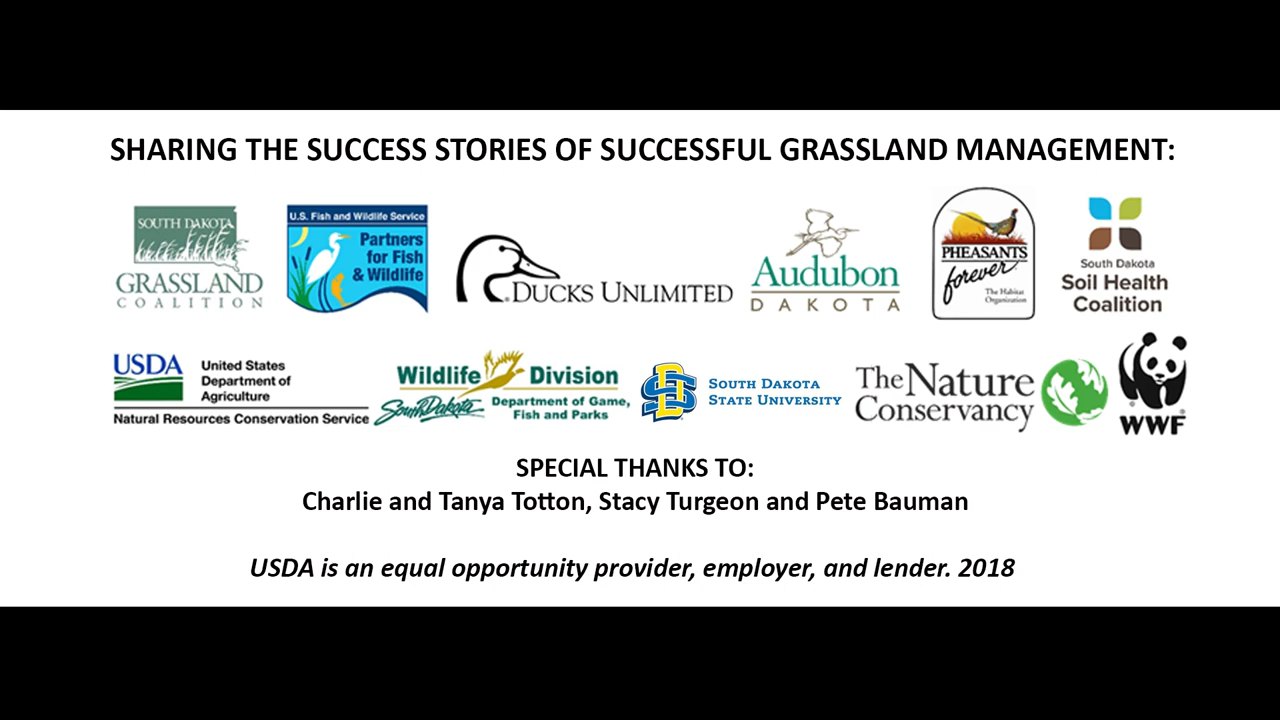 SHARING THE SUCCESS STORIES OF SUCCESSFUL GRASSLAND MANAGEMENT:
SOUTH DAKOTA
GRASSLAND
COALITION
U.S. Fish and Wildlife Service
Partners
for Fish
& Wildlife
DUCKS UNLIMITED
Audubon
DAKOTA
PHEASANTS
forever
The Habitat
Organization
South Dakota
Soil Health
Coalition
USDA
United States
Department of
Agriculture
Natural Resources Conservation Service
Wildlife Division
South Dakota
Department of Game,
Fish and Parks
SD
SOUTH DAKOTA
STATE UNIVERSITY
The Nature
Conservancy
WWF
SPECIAL THANKS TO:
Charlie and Tanya Totton, Stacy Turgeon and Pete Bauman
USDA is an equal opportunity provider, employer, and lender. 2018